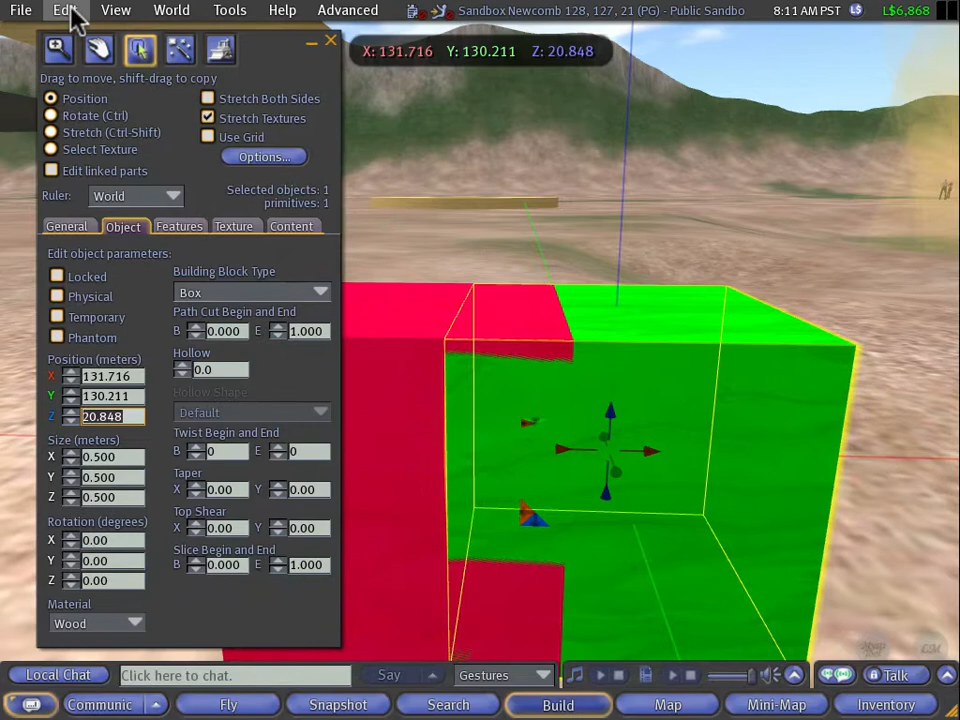 File Edit View World Tools Help Advanced Sandbox Newcomb 128, 127, 21 (PG) - Public Sandbo 8:11 AM PST L$ L$6,868
X: 131.716 Y: 130.211 Z: 20.848
Drag to move, shift-drag to copy
Position Stretch Both Sides
Rotate (Ctrl) Stretch Textures
Stretch (Ctrl-Shift) Use Grid
Select Texture Options...
Edit linked parts
Ruler: World Selected objects: 1
primitives: 1
General Object Features Texture Content
Edit object parameters:
Locked Building Block Type
Physical Box
Temporary Path Cut Begin and End
Phantom B 0.000 E 1.000
Position (meters) Hollow
X 131.716 0.0
Y 130.211 Hollow Shape
Z 20.848 Default
Size (meters) Twist Begin and End
X 0.500 B 0 E 0
Y 0.500 Taper
Z 0.500 X 0.00 Y 0.00
Rotation (degrees) Top Shear
X 0.00 X 0.00 Y 0.00
Y 0.00 Slice Begin and End
Z 0.00 B 0.000 E 1.000
Material
Wood
Local Chat Click to chat. Say Gestures Talk
Communic Fly Snapshot Search Build Map Mini-Map Inventory